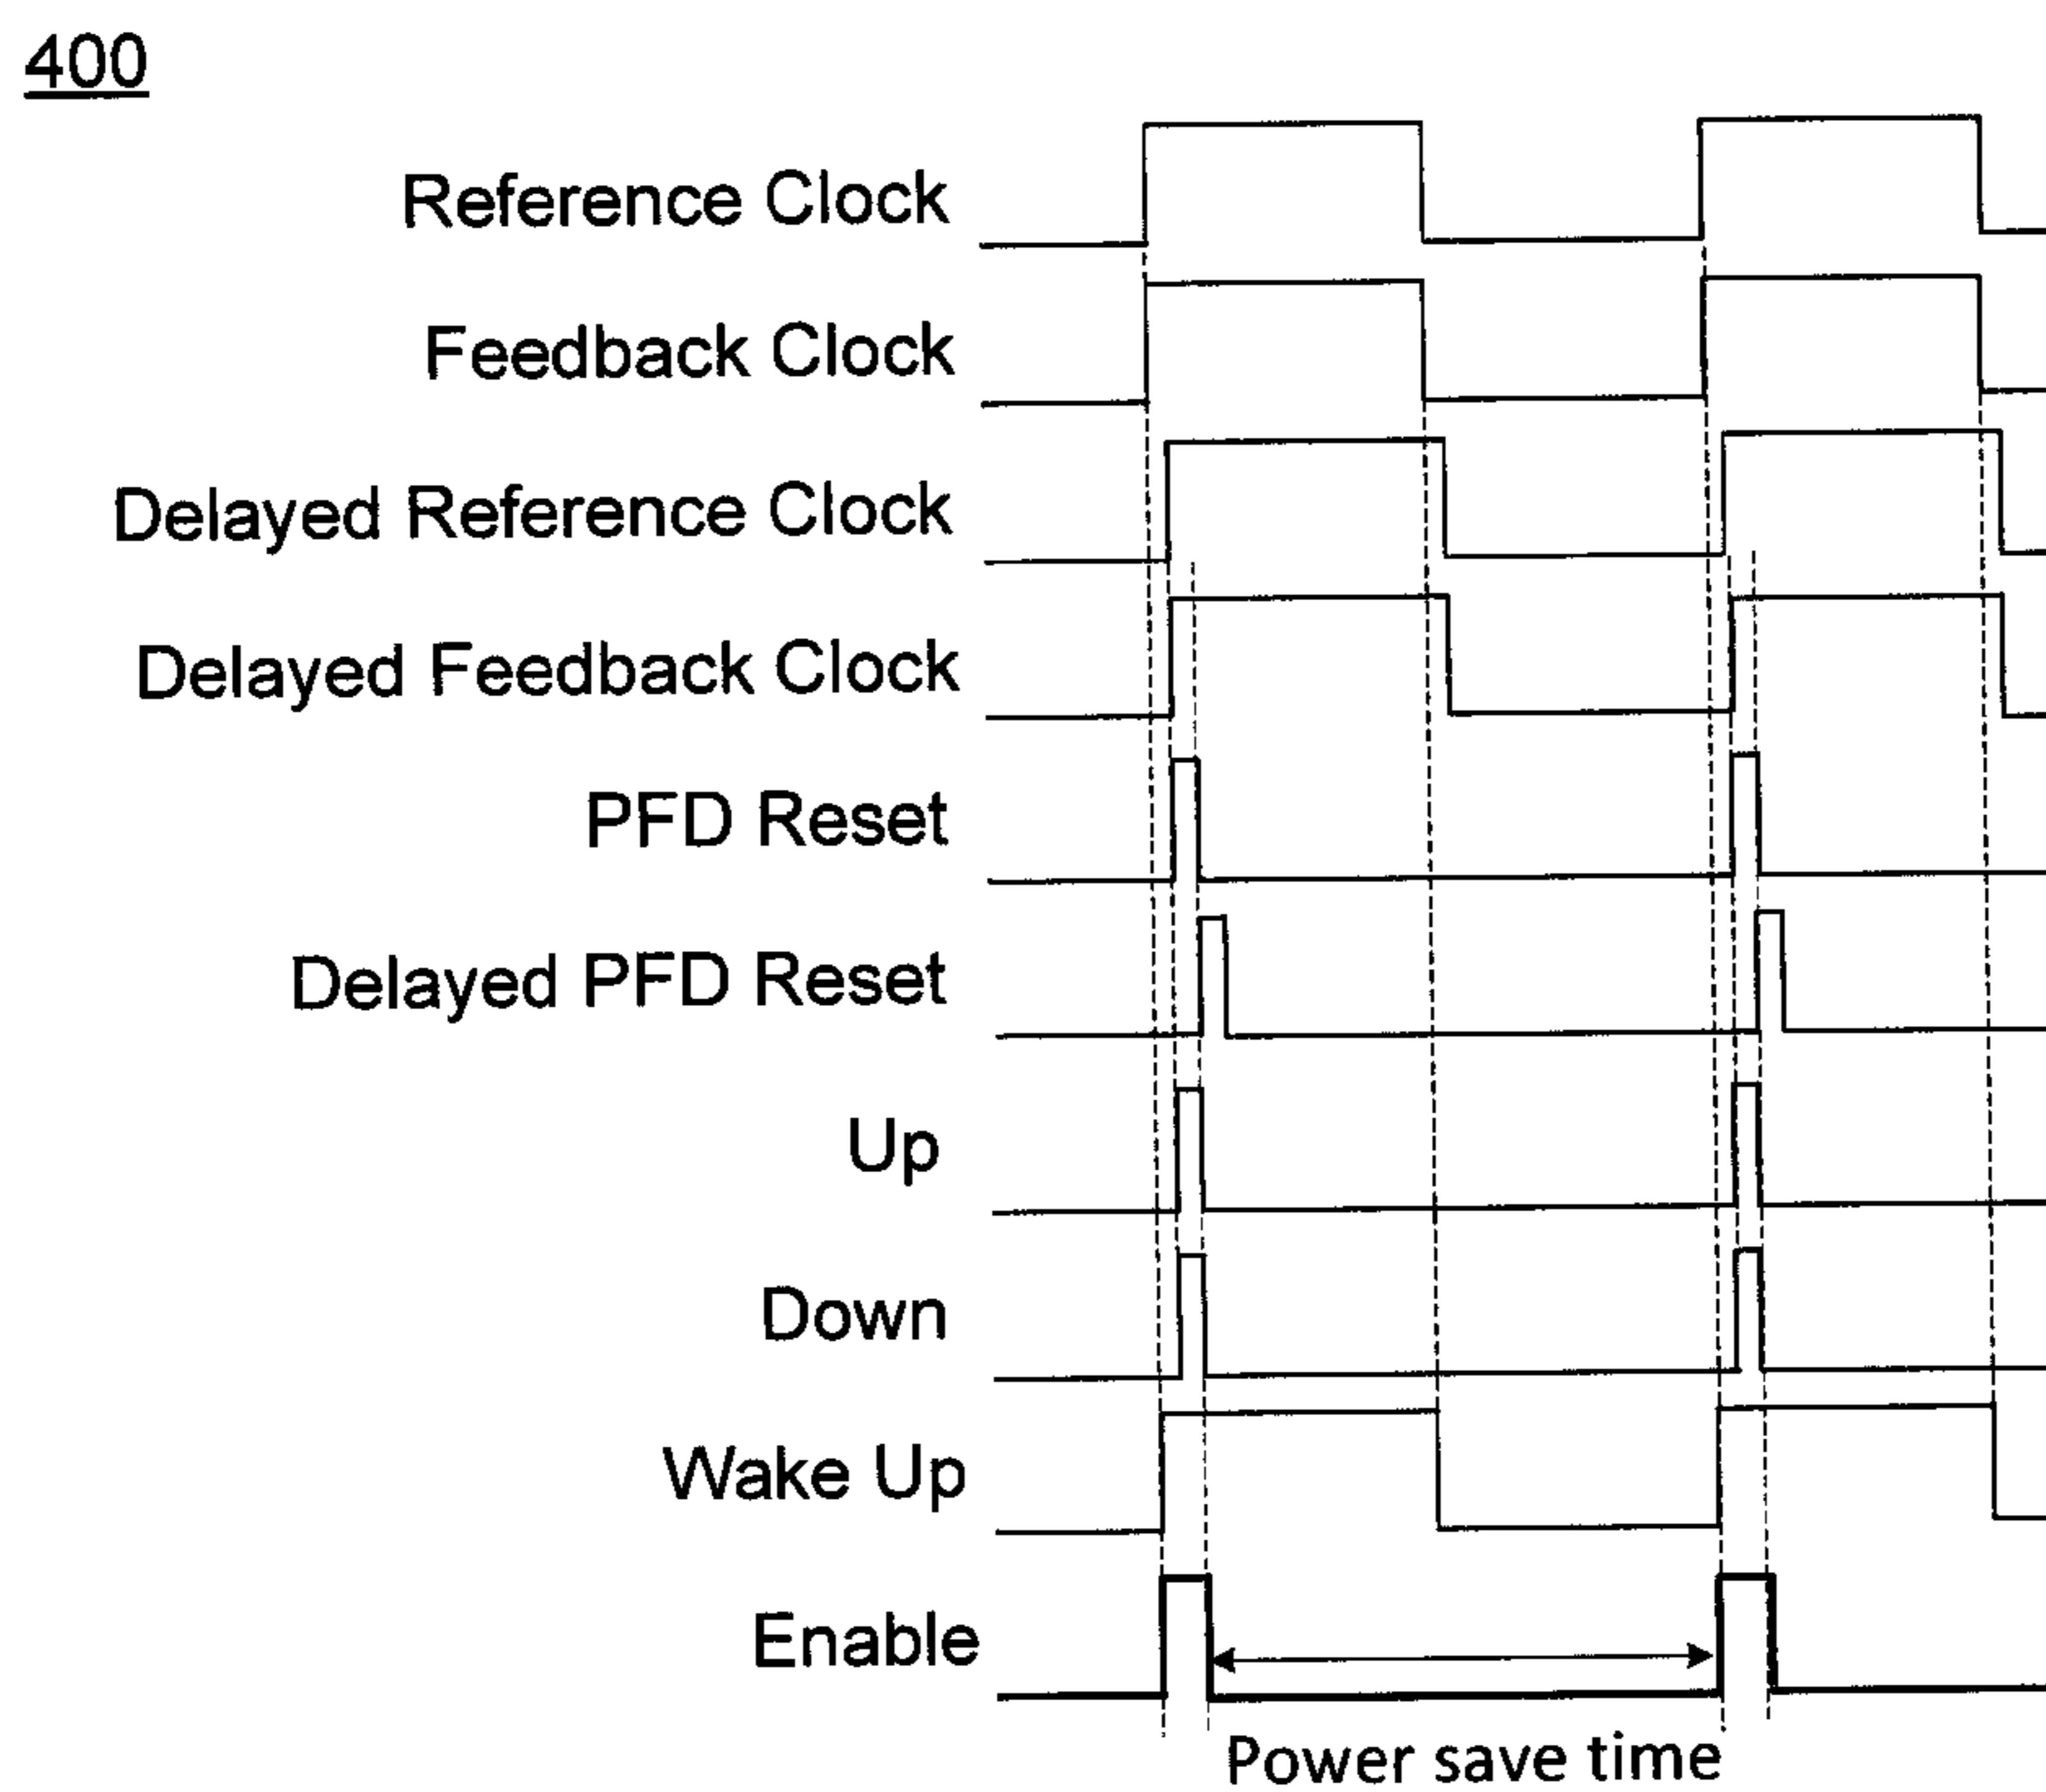 400
Reference Clock
Feedback Clock
Delayed Reference Clock
Delayed Feedback Clock
PFD Reset
Delayed PFD Reset
Up
Down
Wake Up
Enable
Power save time